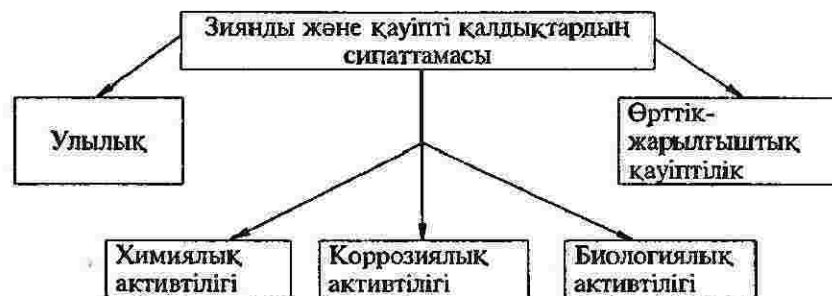 Зиянды және қауіпті қалдықтардың
сипаттамасы
Улылық
Өрттік-
жарылғыштық
қауіптілік
Химиялық
активтілігі
Коррозиялық
активтілігі
Биологиялық
активтілігі